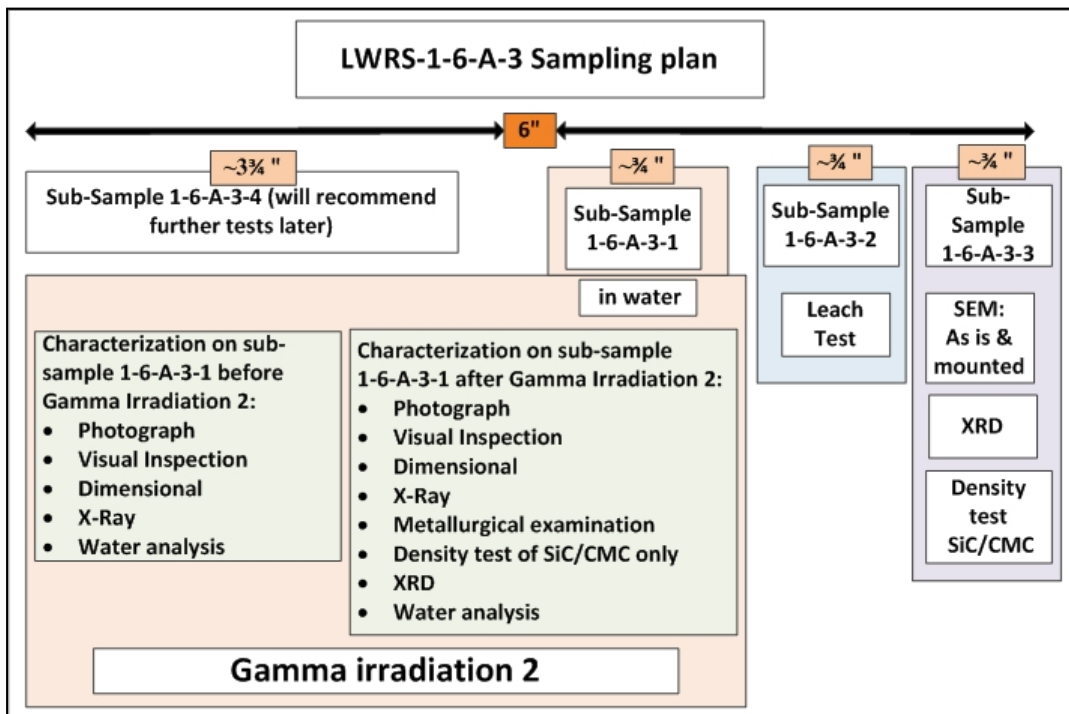 LWRS-1-6-A-3 Sampling plan
6"
~3¾ "
~¾ "
~¾ "
~¾ "
Sub-Sample 1-6-A-3-4 (will recommend
further tests later)
Sub-Sample
1-6-A-3-1
in water
Sub-Sample
1-6-A-3-2
Leach
Test
Sub-
Sample
1-6-A-3-3
SEM:
As is &
mounted
XRD
Density
test
SiC/CMC
Characterization on sub-
sample 1-6-A-3-1 before
Gamma Irradiation 2:
• Photograph
• Visual Inspection
• Dimensional
• X-Ray
• Water analysis
Characterization on sub-sample
1-6-A-3-1 after Gamma Irradiation 2:
• Photograph
• Visual Inspection
• Dimensional
• X-Ray
• Metallurgical examination
• Density test of SiC/CMC only
• XRD
• Water analysis
Gamma irradiation 2